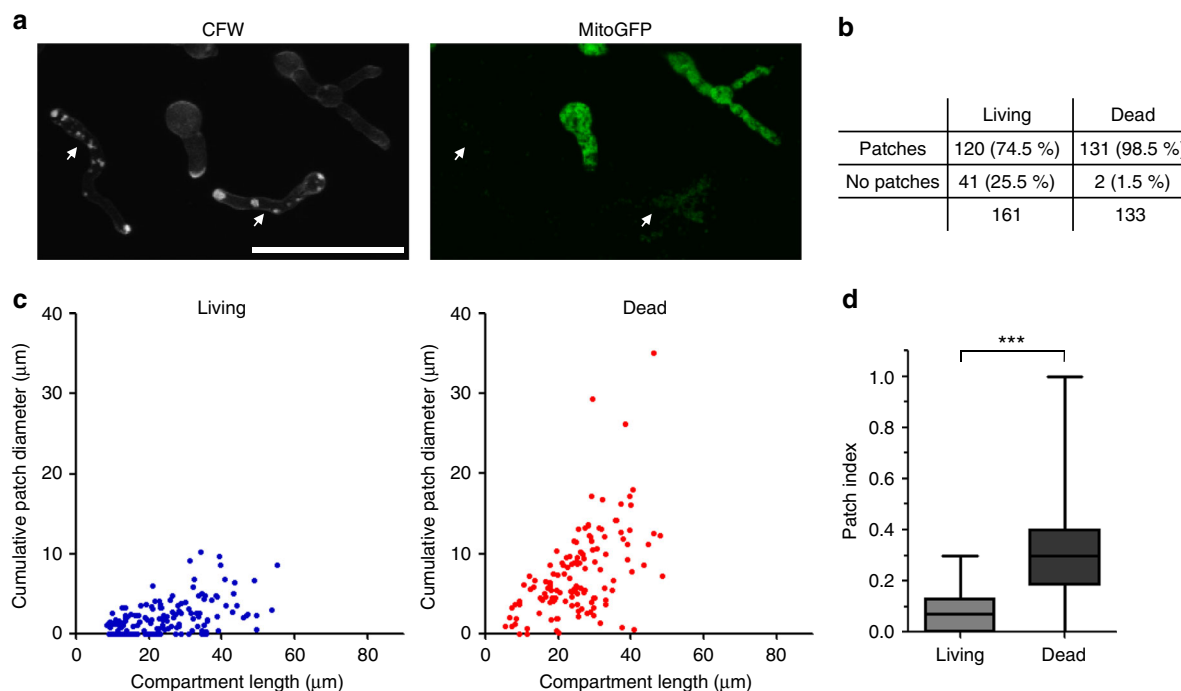 a
CFW
MitoGFP
b
Living Dead
Patches 120 (74.5 %) 131 (98.5 %)
No patches 41 (25.5 %) 2 (1.5 %)
161 133
c
Living
Cumulative patch diameter (μm)
40
30
20
10
0
0 20 40 60 80
Compartment length (μm)
Dead
Cumulative patch diameter (μm)
40
30
20
10
0
0 20 40 60 80
Compartment length (μm)
d
***
Patch index
1.0
0.8
0.6
0.4
0.2
0.0
Living Dead